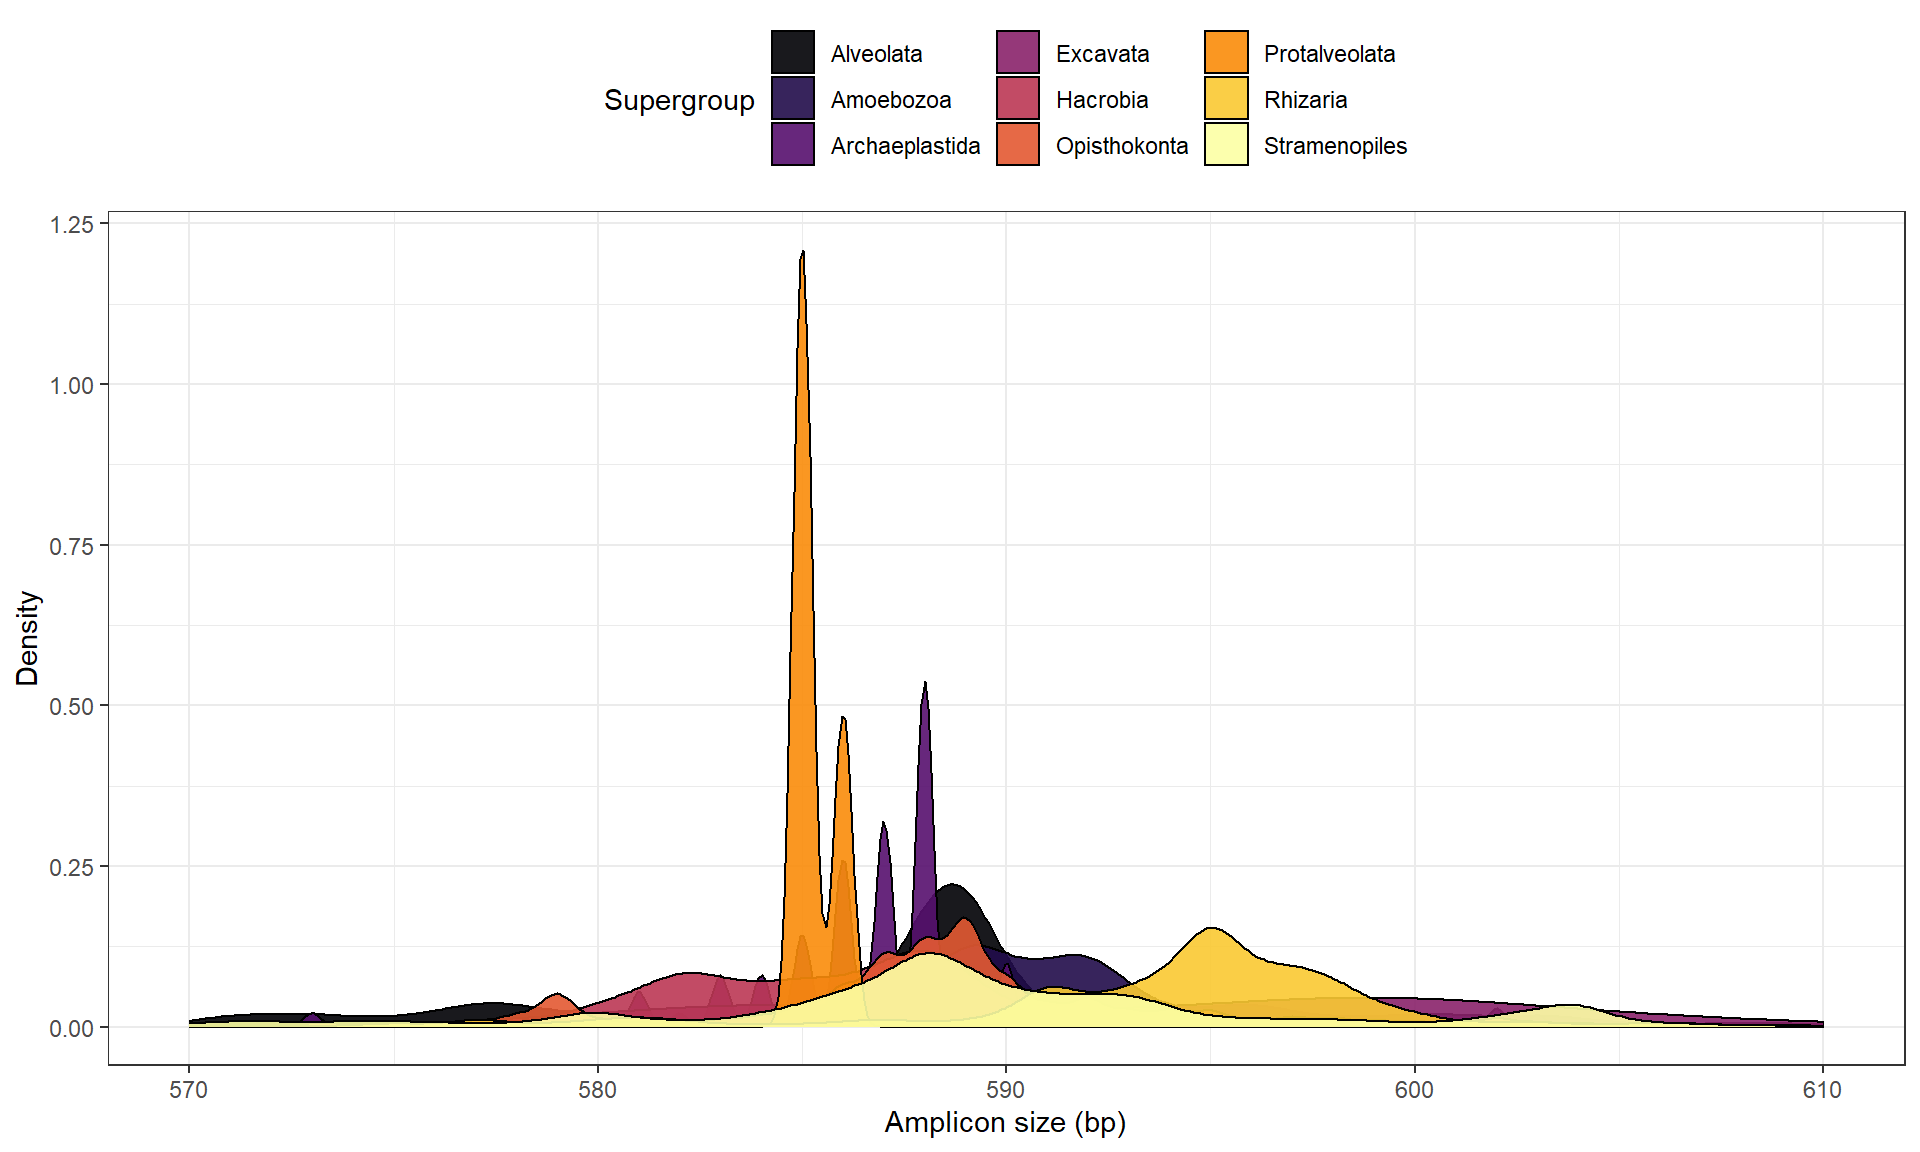 Supergroup
Alveolata
Amoebozoa
Archaeplastida
Excavata
Hacrobia
Opisthokonta
Protalveolata
Rhizaria
Stramenopiles
1.25
1.00
0.75
0.50
0.25
0.00
Density
570 580 590 600 610
Amplicon size (bp)